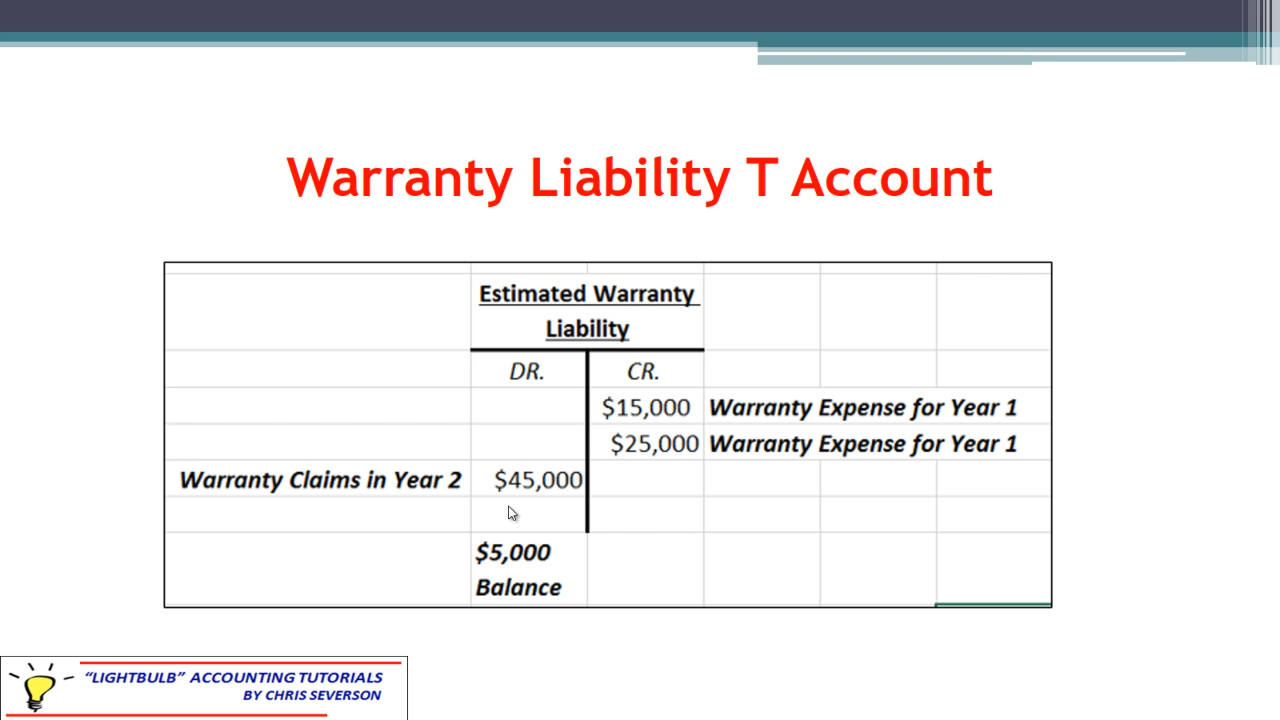 Warranty Liability T Account
Estimated Warranty
Liability
DR. CR.
$15,000 Warranty Expense for Year 1
$25,000 Warranty Expense for Year 1
Warranty Claims in Year 2 $45,000
$5,000
Balance
“LIGHTBULB” ACCOUNTING TUTORIALS
BY CHRIS SEVERSON